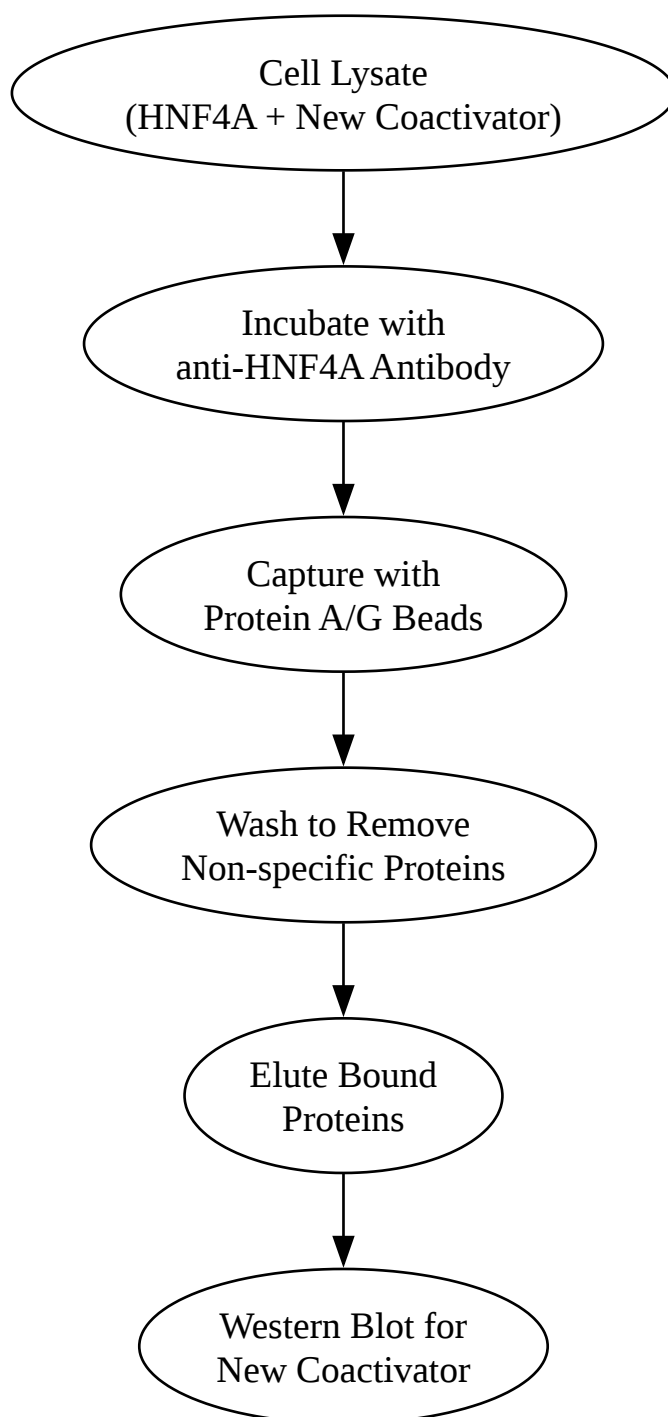 Cell Lysate
(HNF4A + New Coactivator)
Incubate with
anti-HNF4A Antibody
Capture with
Protein A/G Beads
Wash to Remove
Non-specific Proteins
Elute Bound
Proteins
Western Blot for
New Coactivator